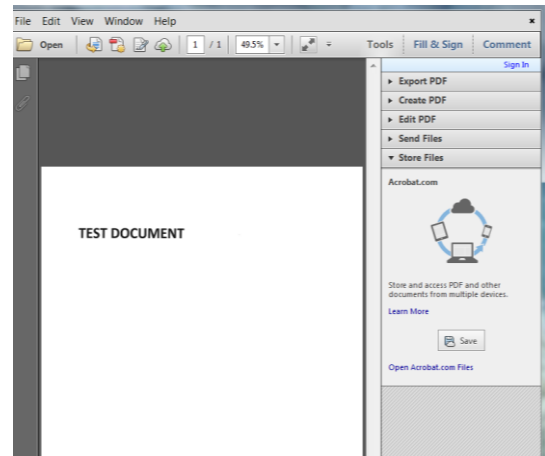 File Edit View Window Help
Open 1 / 1 49.5% Tools Fill & Sign Comment
Sign In
Export PDF
Create PDF
Edit PDF
Send Files
Store Files
Acrobat.com
TEST DOCUMENT
Store and access PDF and other
documents from multiple devices.
Learn More
Save
Open Acrobat.com Files